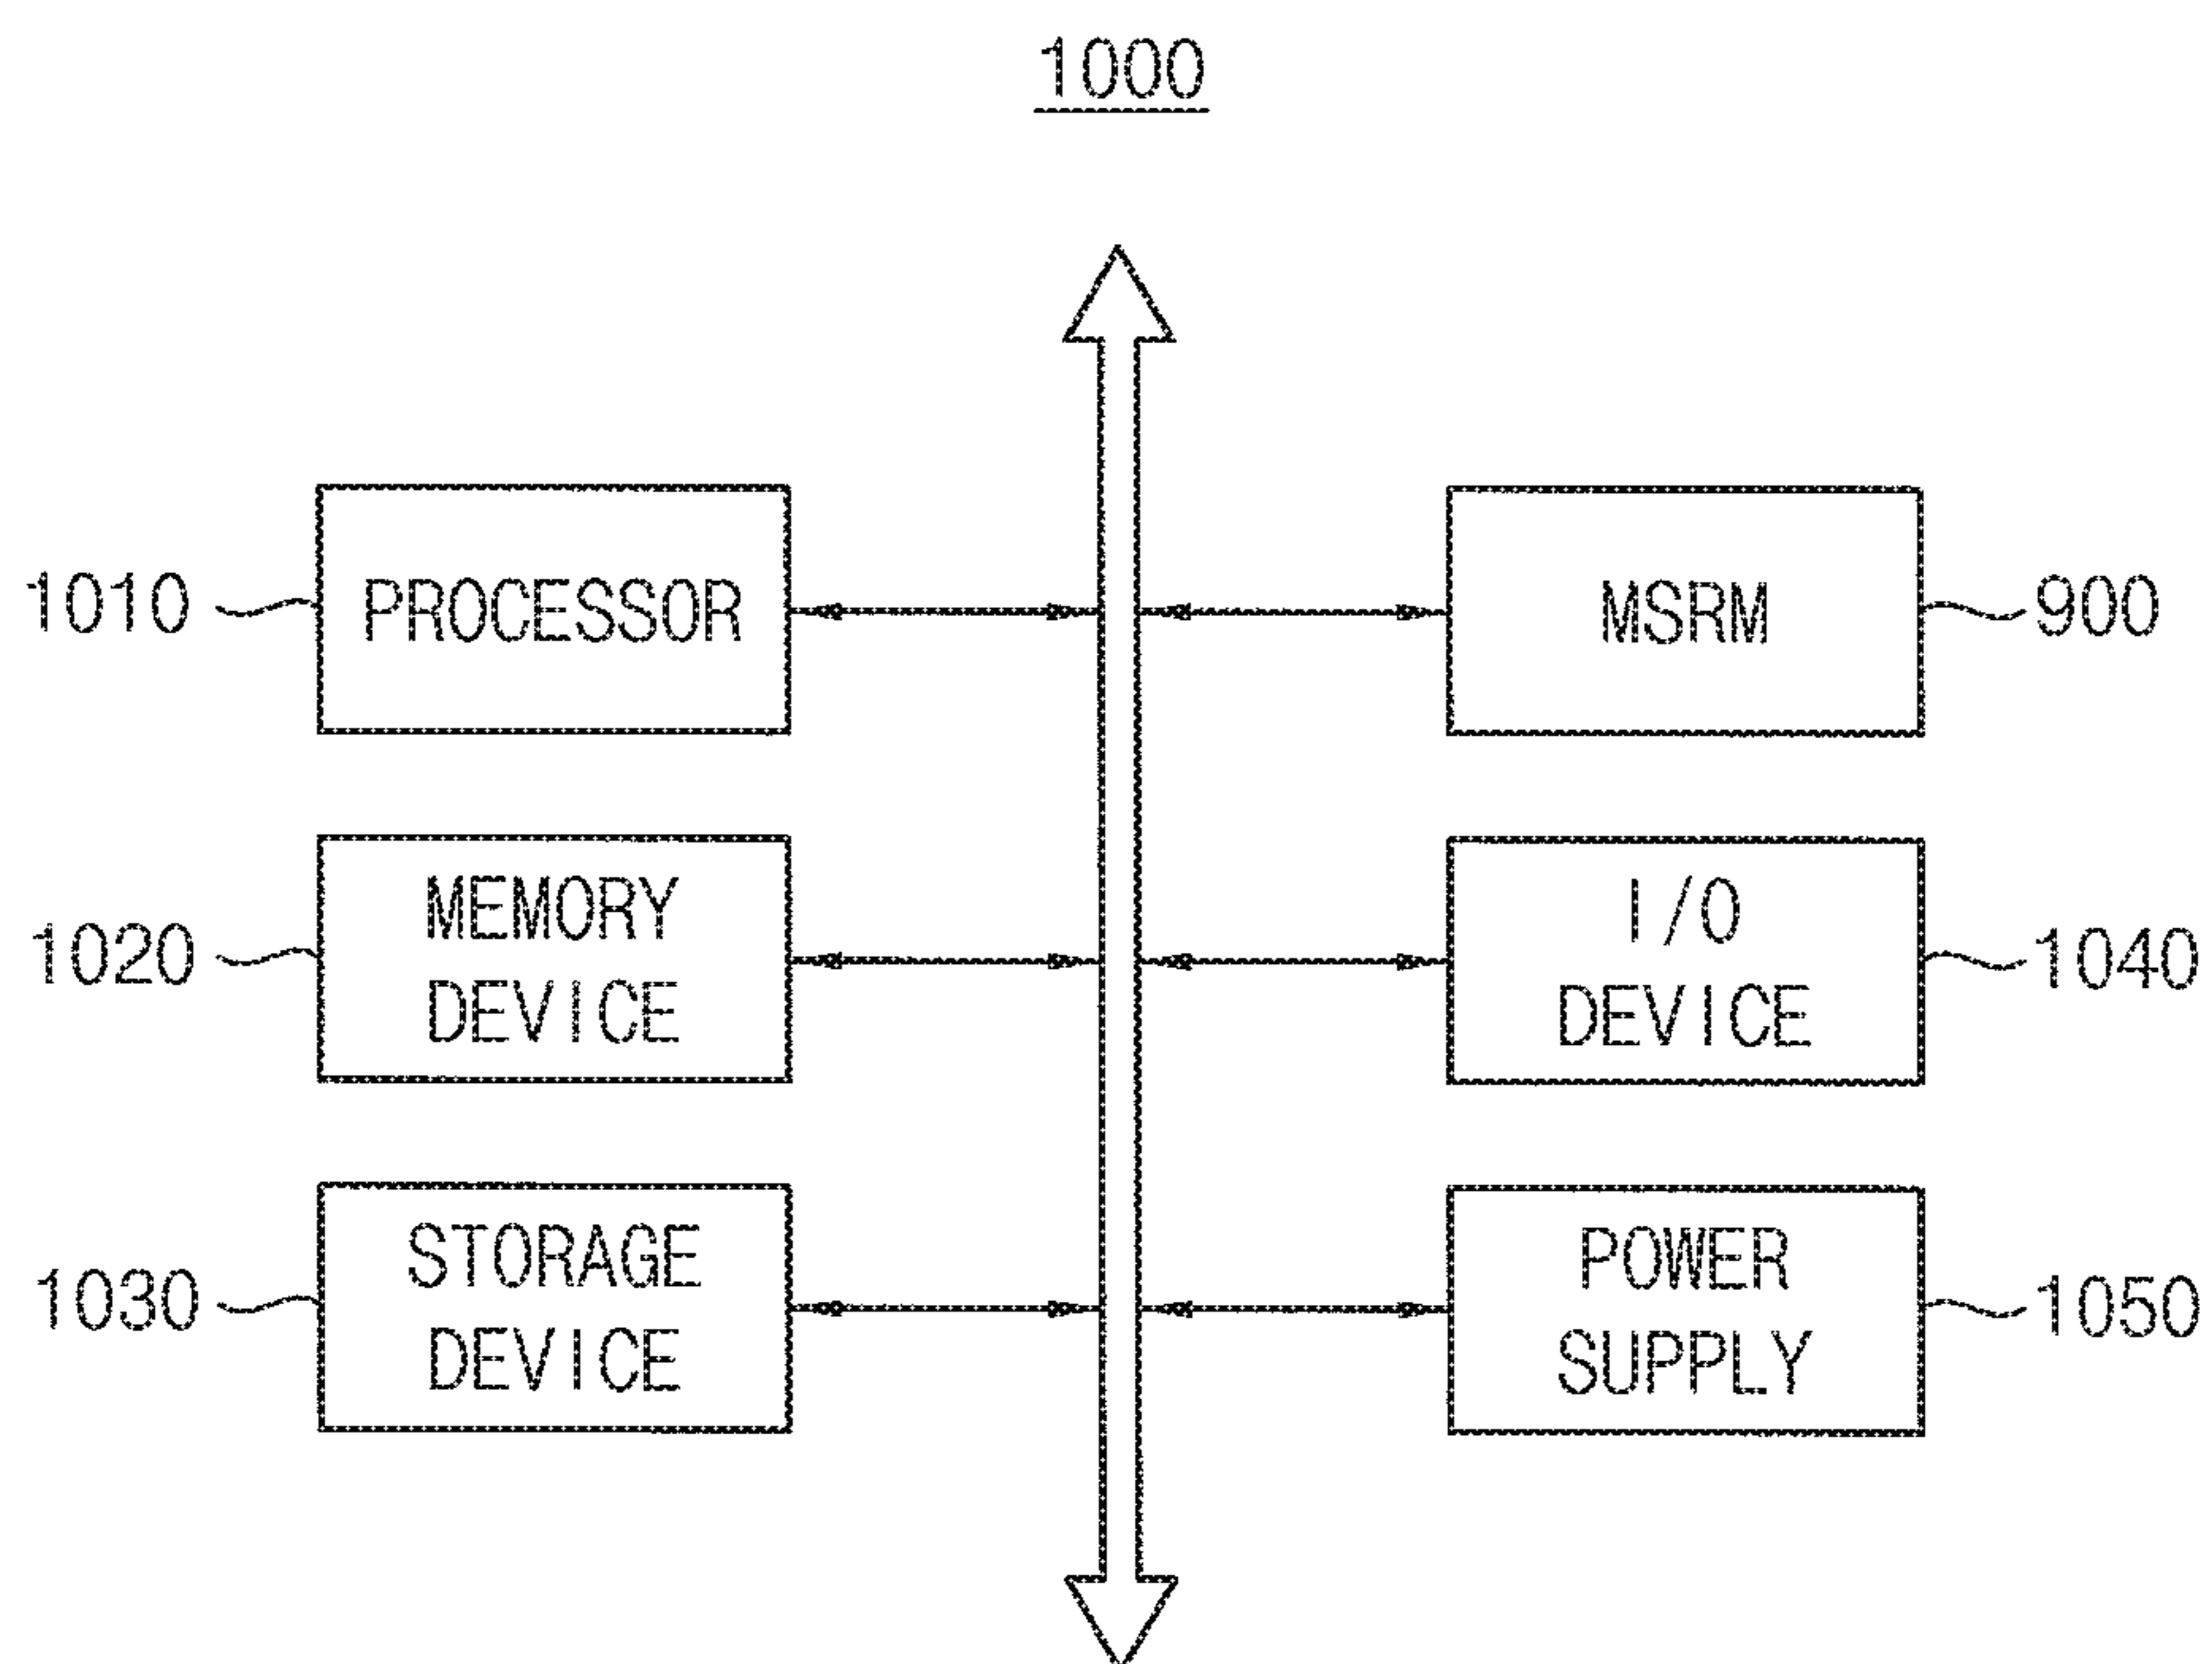 1000
1010
PROCESSOR
MSRM
900
1020
MEMORY
DEVICE
I/O
DEVICE
1040
1030
STORAGE
DEVICE
POWER
SUPPLY
1050